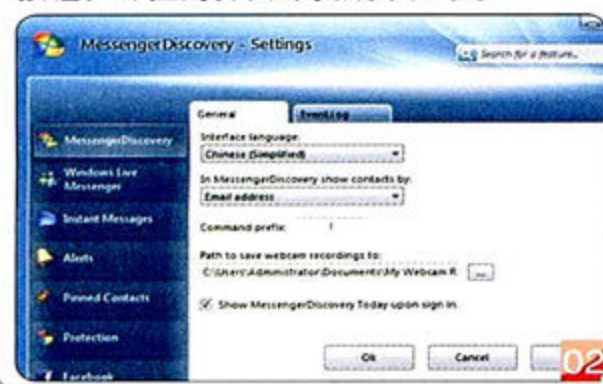 MessengerDiscovery - Settings
Search for a feature...
General
EventLog
MessengerDiscovery
Windows Live
Messenger
Instant Messages
Alerts
Pinned Contacts
Protection
Facebook
Interface language:
Chinese (Simplified)
In MessengerDiscovery show contacts by:
Email address
Command prefix: !
Path to save webcam recordings to:
C:\Users\Administrator\Documents\My Webcam R
...
Show MessengerDiscovery Today upon sign in
Ok
Cancel
02